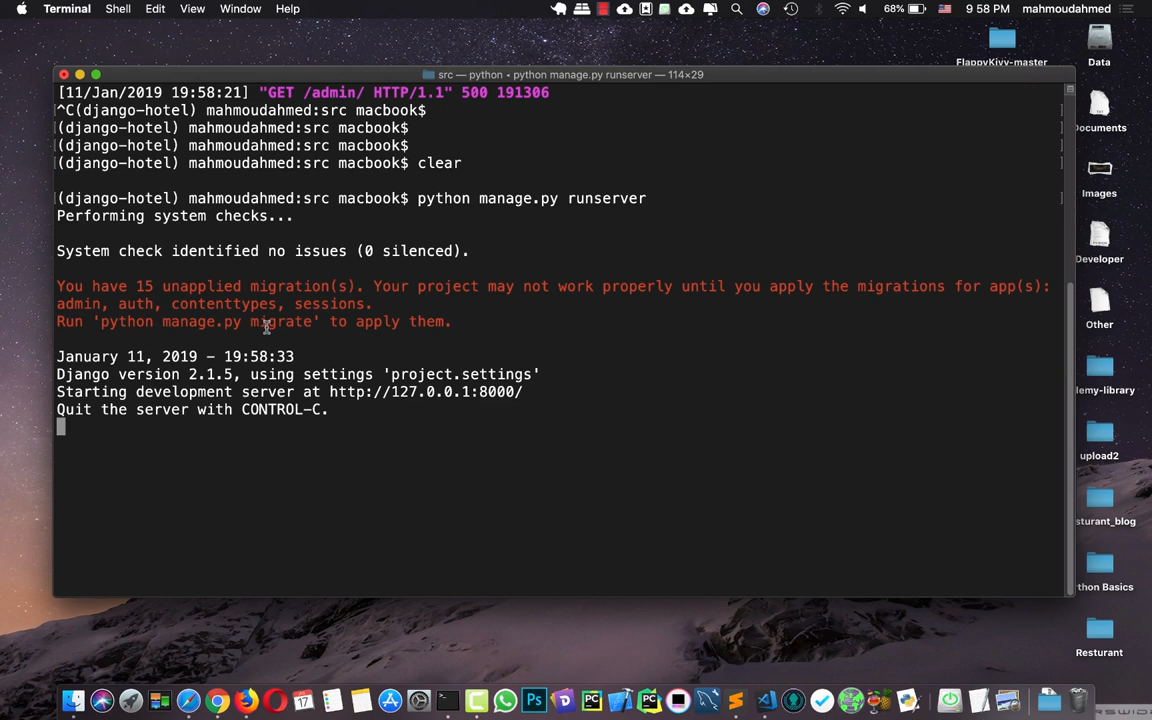 Terminal Shell Edit View Window Help 68% 9 58 PM mahmoudahmed
src — python • python manage.py runserver — 114×29
[11/Jan/2019 19:58:21] "GET /admin/ HTTP/1.1" 500 191306
^C(django-hotel) mahmoudahmed:src macbook$
(django-hotel) mahmoudahmed:src macbook$
(django-hotel) mahmoudahmed:src macbook$
(django-hotel) mahmoudahmed:src macbook$ clear
(django-hotel) mahmoudahmed:src macbook$ python manage.py runserver
Performing system checks...
System check identified no issues (0 silenced).
You have 15 unapplied migration(s). Your project may not work properly until you apply the migrations for app(s):
admin, auth, contenttypes, sessions.
Run 'python manage.py migrate' to apply them.
January 11, 2019 - 19:58:33
Django version 2.1.5, using settings 'project.settings'
Starting development server at http://127.0.0.1:8000/
Quit the server with CONTROL-C.
FlappyKivy-master
Data
Documents
Images
Developer
Other
lemy-library
upload2
sturant_blog
thon Basics
Resturant